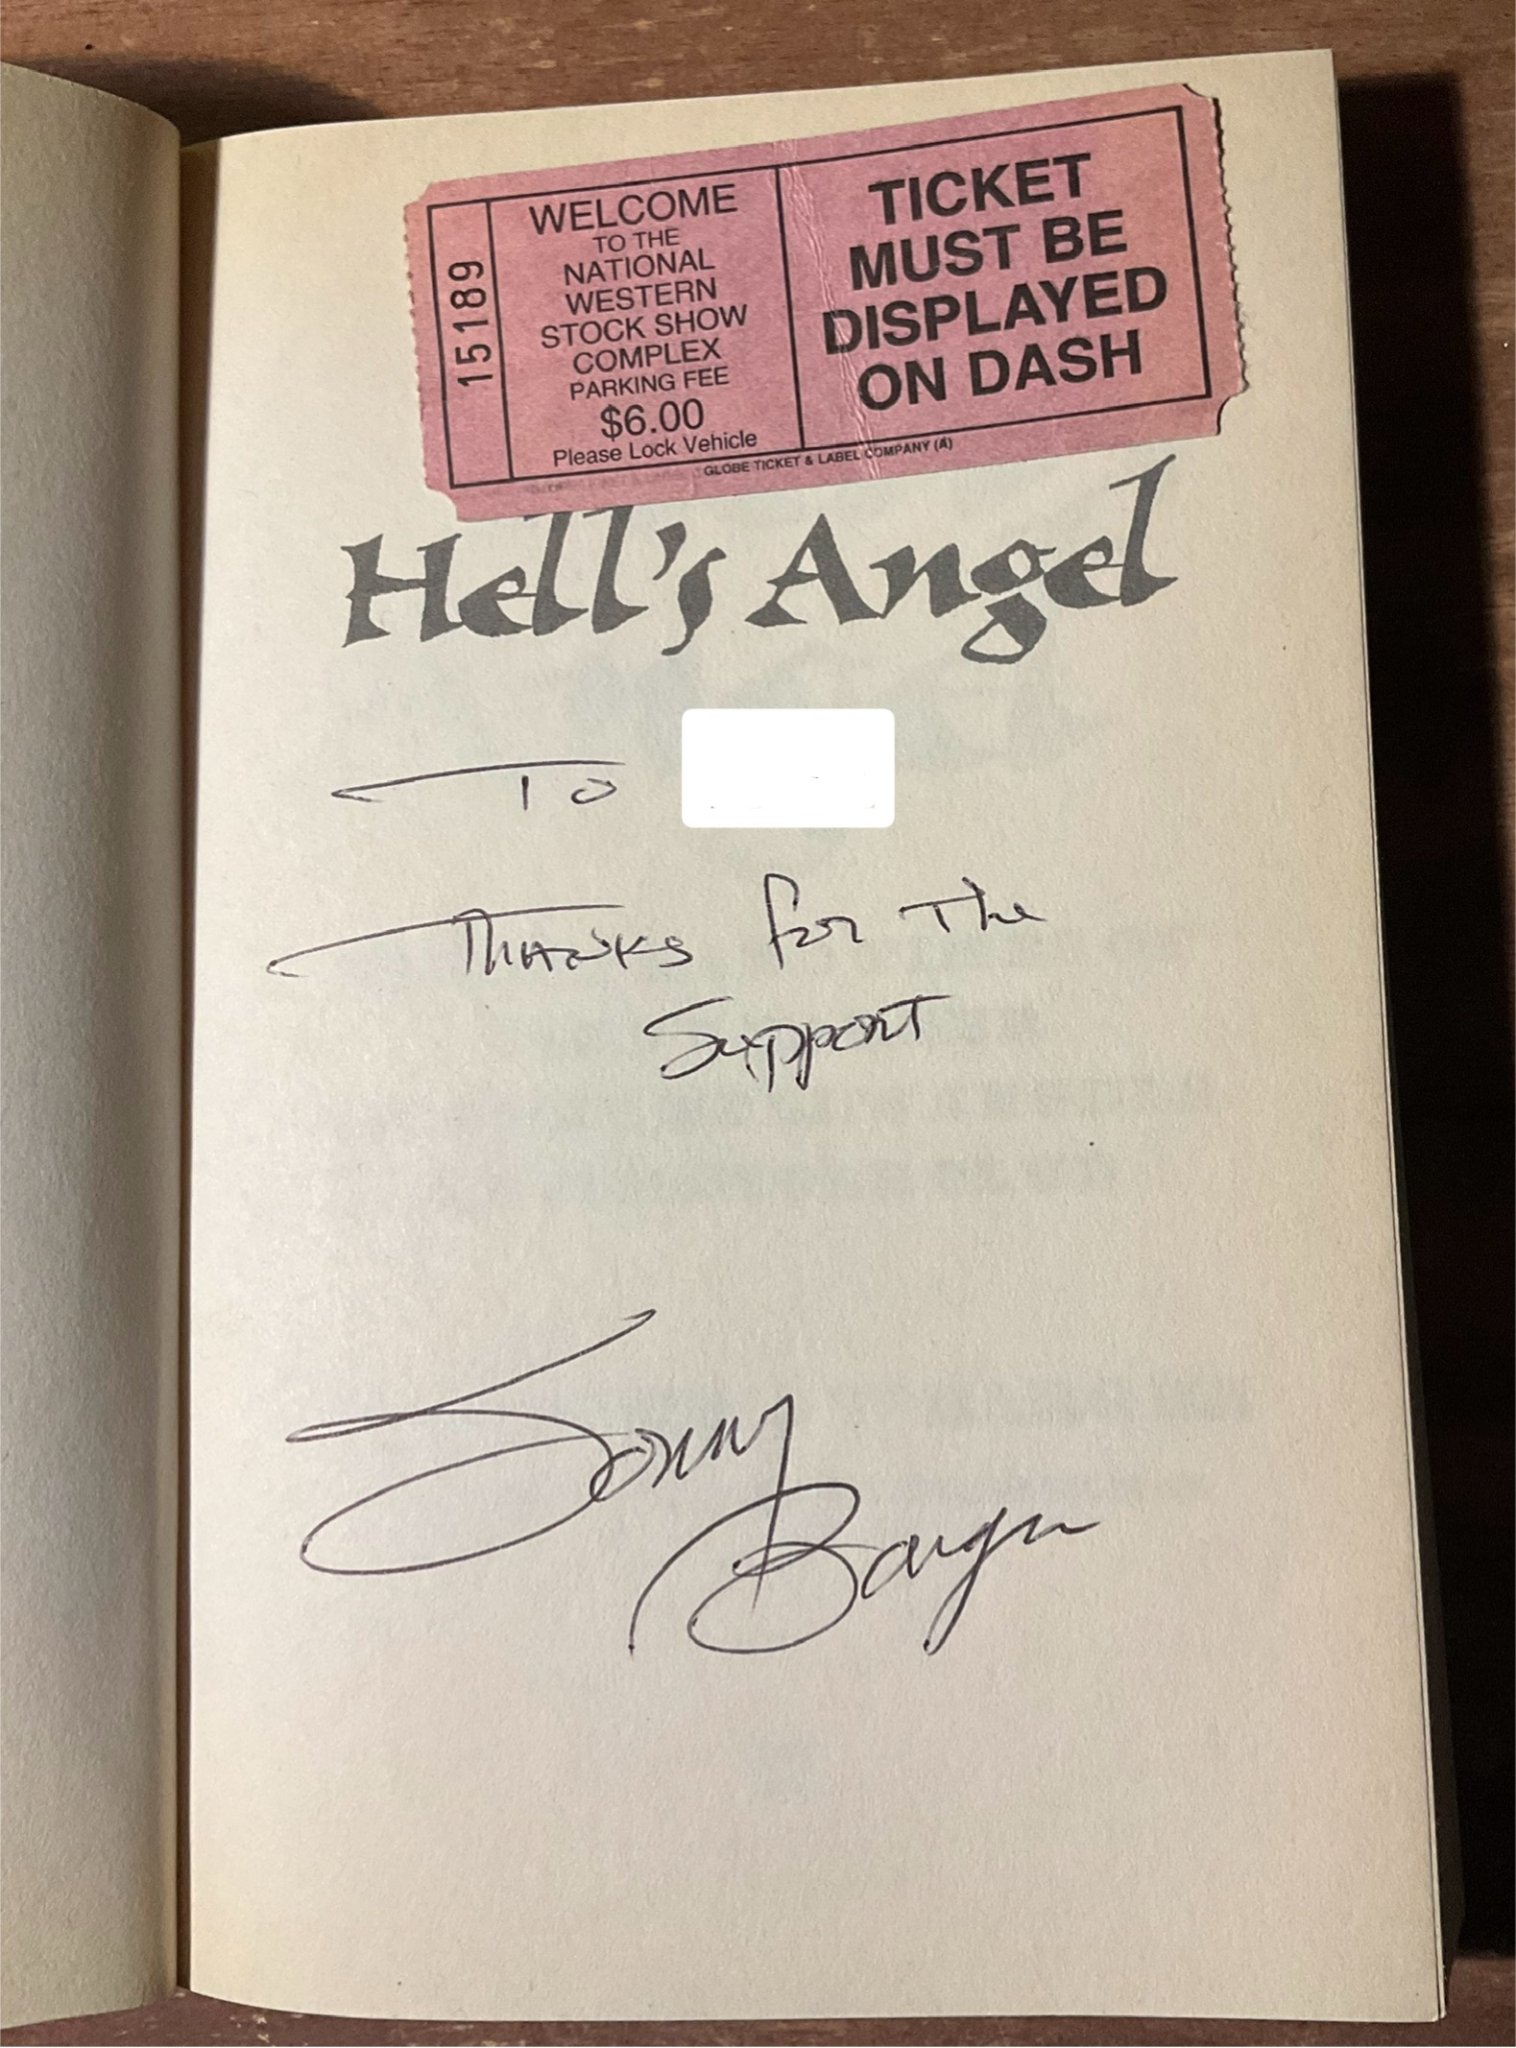 15189
WELCOME
TO THE
NATIONAL
WESTERN
STOCK SHOW
COMPLEX
PARKING FEE
$6.00
Please Lock Vehicle
TICKET
MUST BE
DISPLAYED
ON DASH
GLOBE TICKET & LABEL COMPANY (A)
Hell's Angel
To
Thanks for The
Support
Sonny
Barger